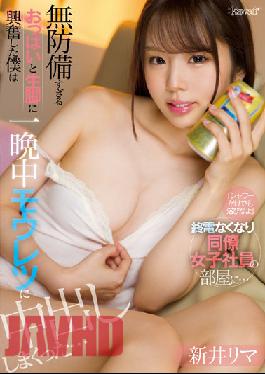 kawaii
無防備すぎる
おっぱいと生脚に
興奮した僕は
一晩中モウレツに
中出し
しまくった…
終電なくなり
同僚
女子社員の
部屋に…
新井リマ
JAVHD